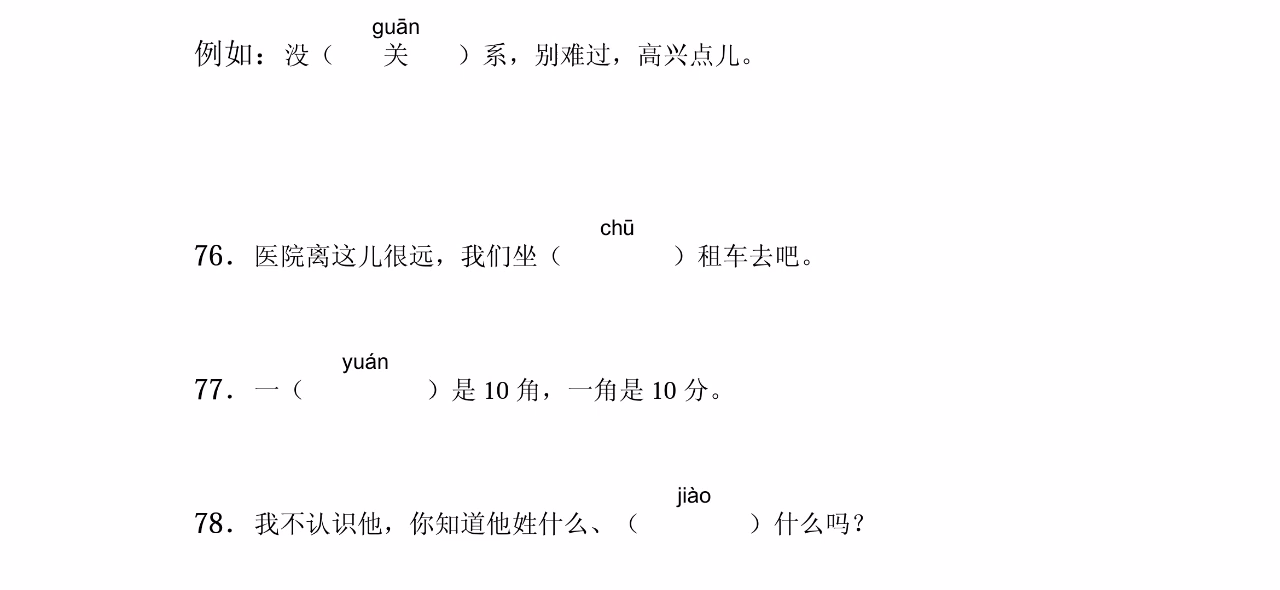 guān
例如：没（ 关 ）系，别难过，高兴点儿。
chū
76．医院离这儿很远，我们坐（ ）租车去吧。
yuán
77．一（ ）是 10 角，一角是 10 分。
jiào
78．我不认识他，你知道他姓什么、（ ）什么吗？